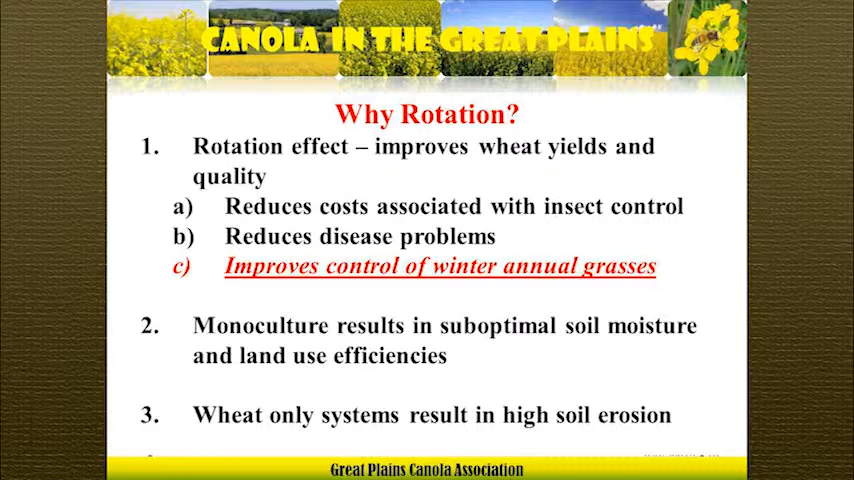 CANOLA IN THE GREAT PLAINS
Why Rotation?
1. Rotation effect – improves wheat yields and
quality
a) Reduces costs associated with insect control
b) Reduces disease problems
c) Improves control of winter annual grasses
2. Monoculture results in suboptimal soil moisture
and land use efficiencies
3. Wheat only systems result in high soil erosion
Great Plains Canola Association